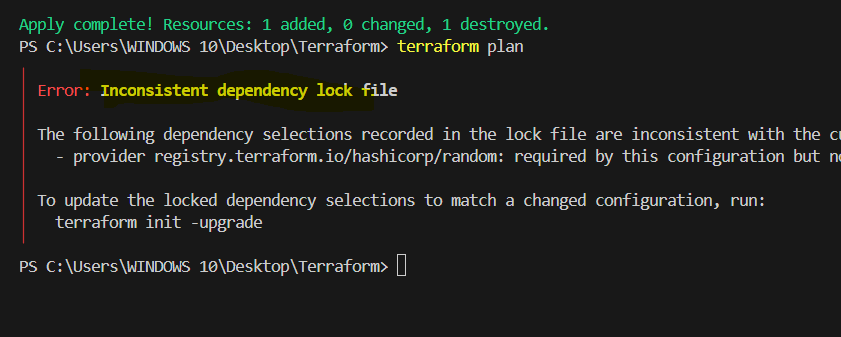 Apply complete! Resources: 1 added, 0 changed, 1 destroyed.
PS C:\Users\WINDOWS 10\Desktop\Terraform> terraform plan
Error: Inconsistent dependency lock file
The following dependency selections recorded in the lock file are inconsistent with the
- provider registry.terraform.io/hashicorp/random: required by this configuration but
To update the locked dependency selections to match a changed configuration, run:
terraform init -upgrade
PS C:\Users\WINDOWS 10\Desktop\Terraform>